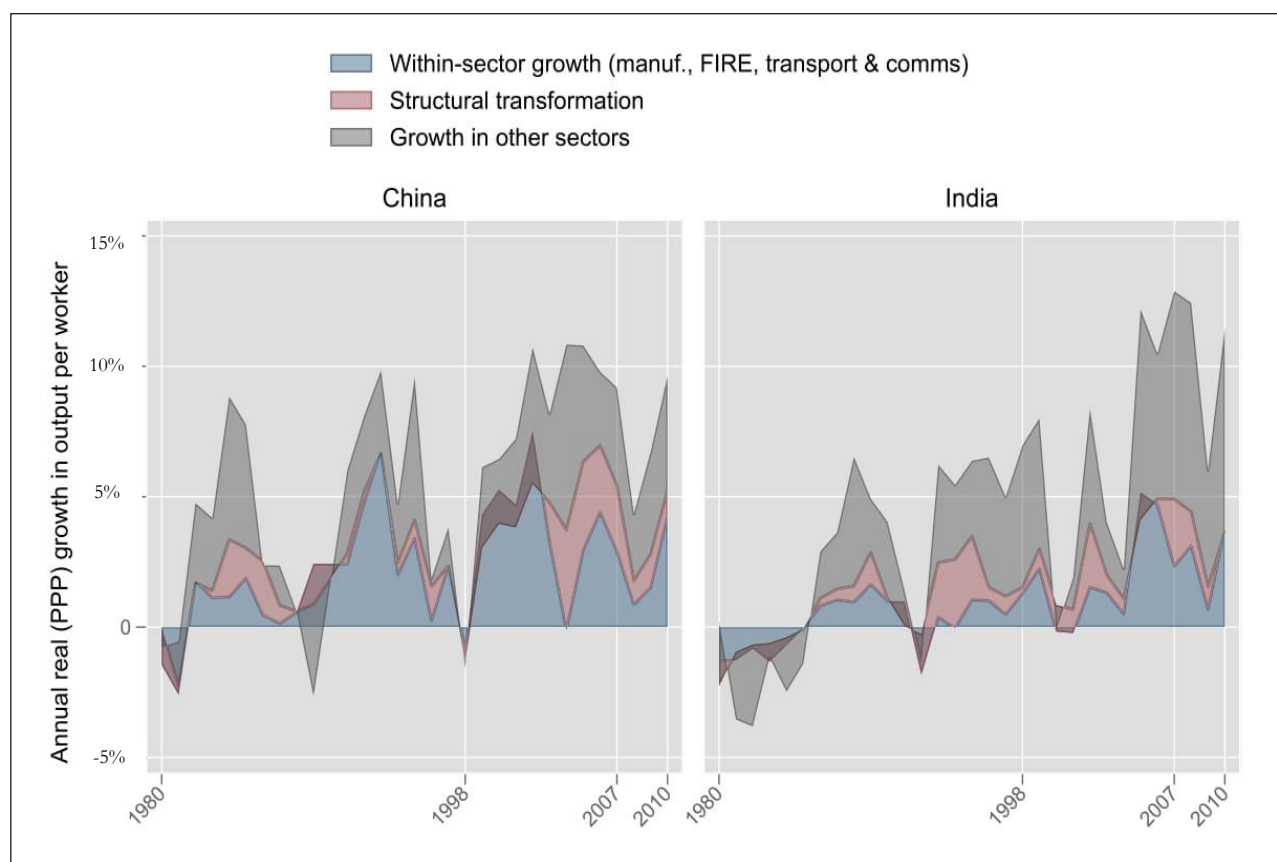 Within-sector growth (manuf., FIRE, transport & comms)
Structural transformation
Growth in other sectors
China
India
Annual real (PPP) growth in output per worker
15%
10%
5%
0
-5%
1980
1998
2007
2010
1980
1998
2007
2010